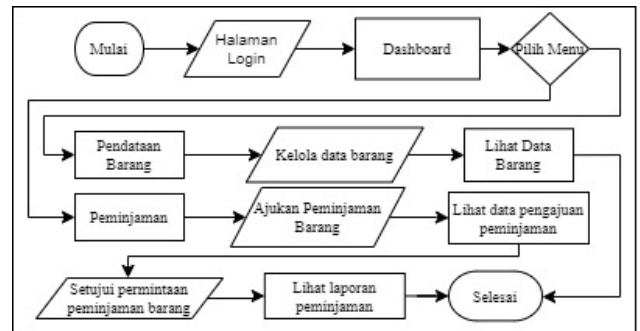 Mulai
Halaman
Login
Dashboard
Pilih Menu
Pendataan
Barang
Kelola data barang
Lihat Data
Barang
Peminjaman
Ajukan Peminjaman
Barang
Lihat data pengajuan
peminjaman
Setujui permintaan
peminjaman barang
Lihat laporan
peminjaman
Selesai